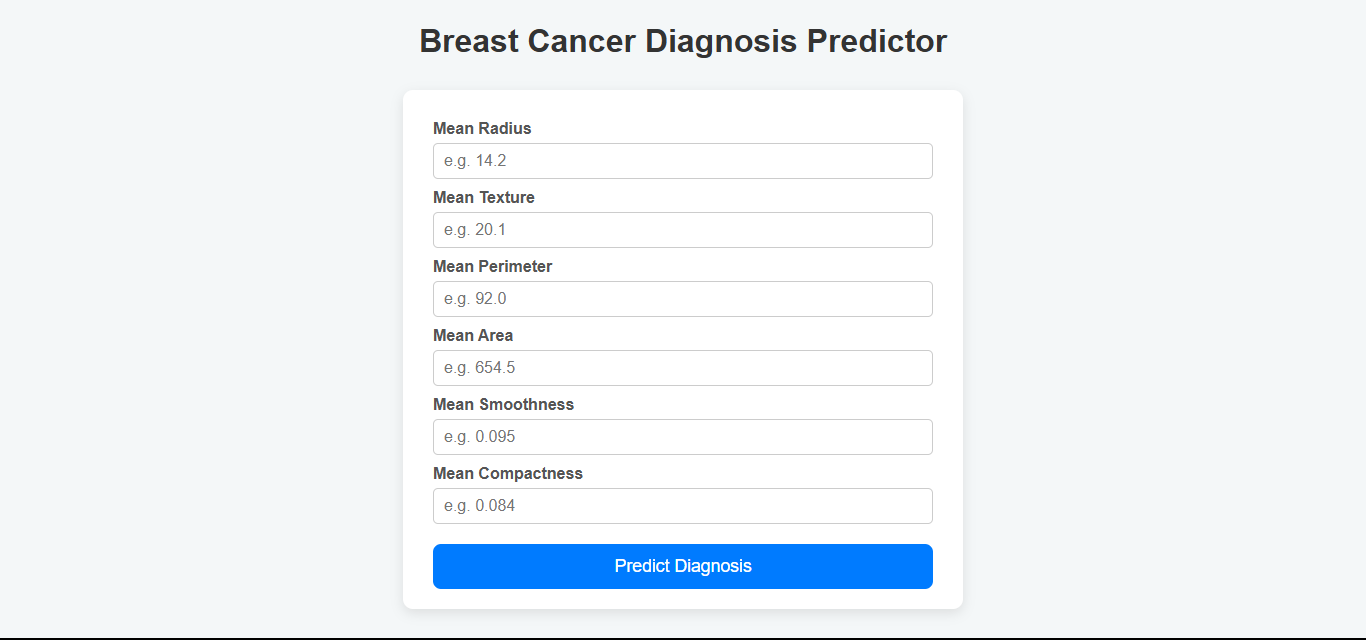 Breast Cancer Diagnosis Predictor
Mean Radius
e.g. 14.2
Mean Texture
e.g. 20.1
Mean Perimeter
e.g. 92.0
Mean Area
e.g. 654.5
Mean Smoothness
e.g. 0.095
Mean Compactness
e.g. 0.084
Predict Diagnosis